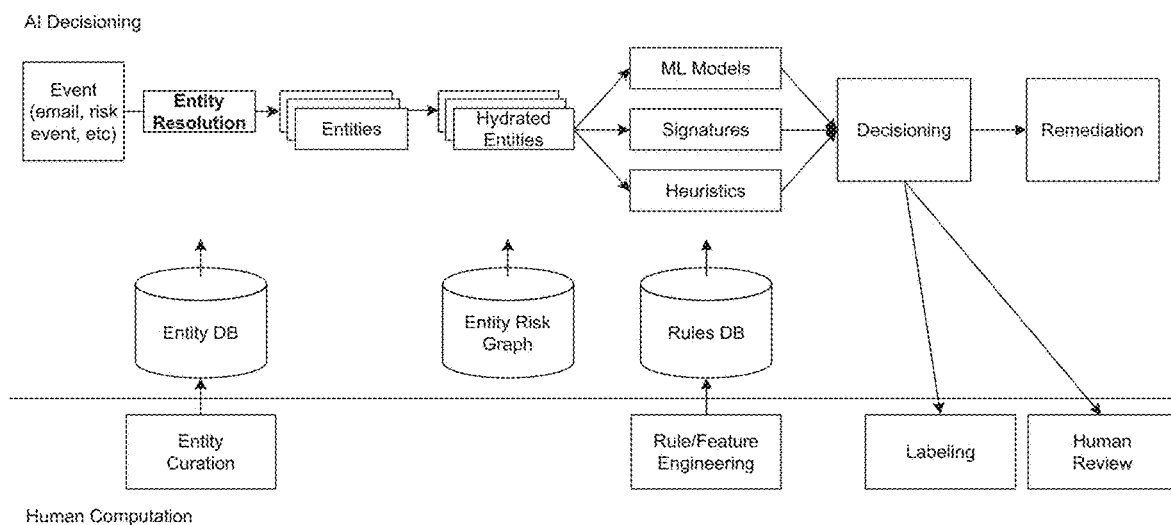 AI Decisioning
Event
(email, risk
event, etc)
Entity
Resolution
Entities
Hydrated
Entities
ML Models
Signatures
Heuristics
Decisioning
Remediation
Entity DB
Entity Risk
Graph
Rules DB
Entity
Curation
Rule/Feature
Engineering
Labeling
Human
Review
Human Computation